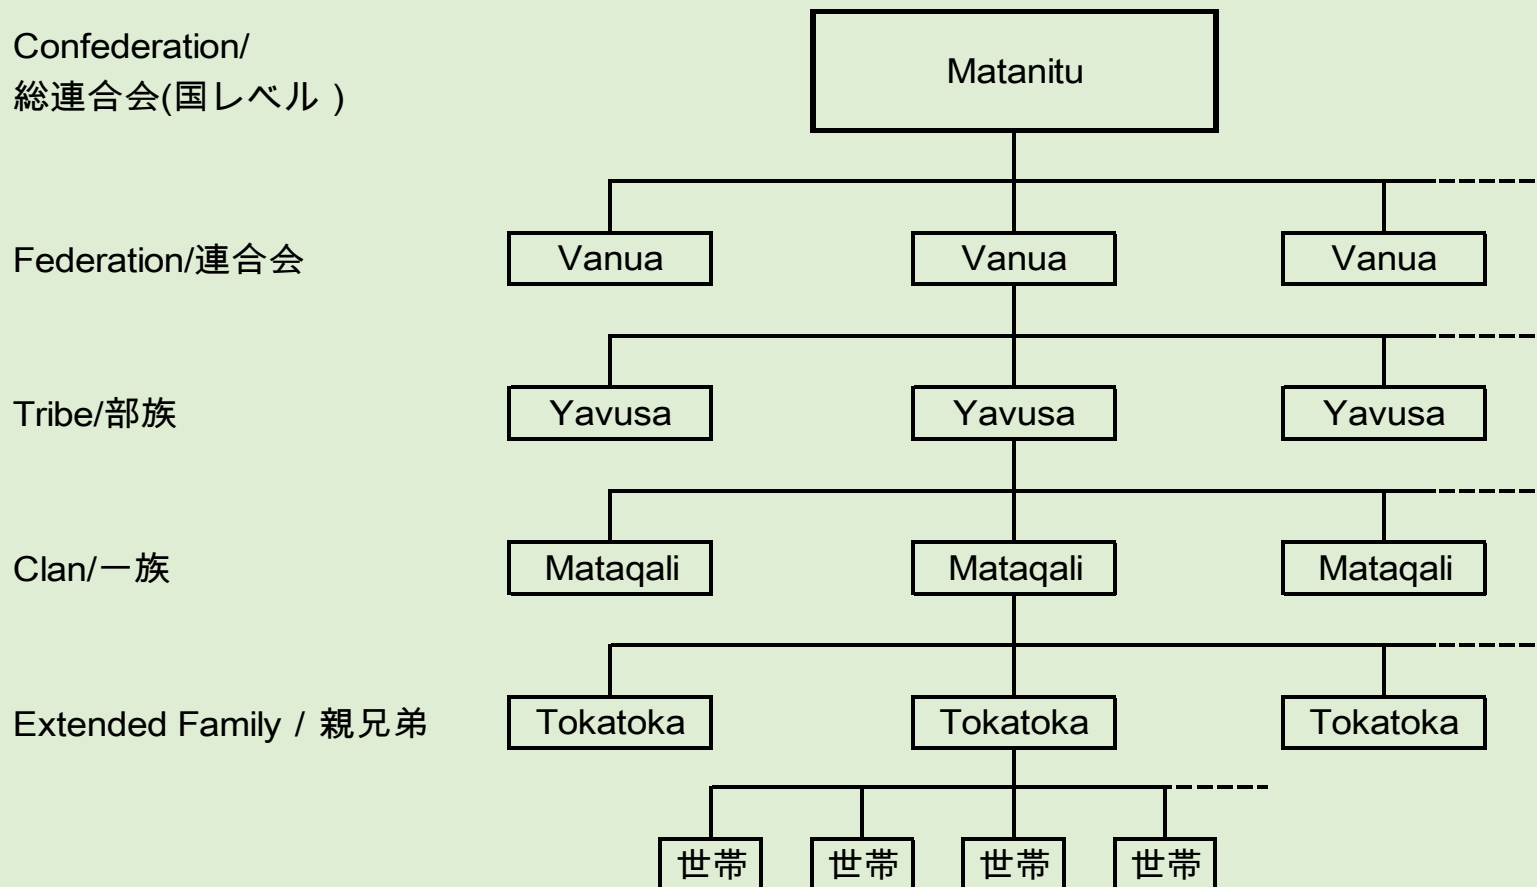 Confederation/
総連合会(国レベル )
Matanitu
Federation/連合会
Vanua
Vanua
Vanua
Tribe/部族
Yavusa
Yavusa
Yavusa
Clan/一族
Mataqali
Mataqali
Mataqali
Extended Family / 親兄弟
Tokatoka
Tokatoka
Tokatoka
世帯
世帯
世帯
世帯